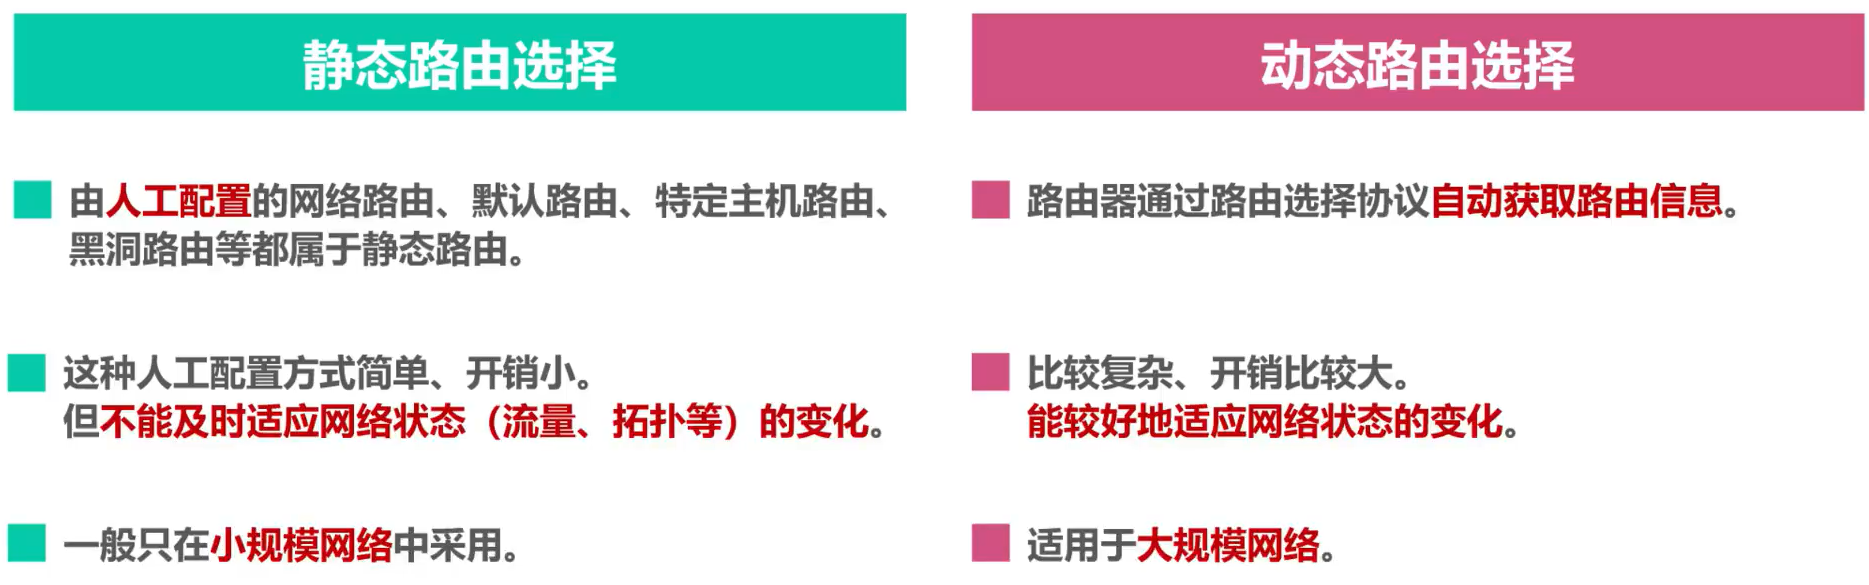 静态路由选择
由人工配置的网络路由、默认路由、特定主机路由、
黑洞路由等都属于静态路由。
这种人工配置方式简单、开销小。
但不能及时适应网络状态（流量、拓扑等）的变化。
一般只在小规模网络中采用。
动态路由选择
路由器通过路由选择协议自动获取路由信息。
比较复杂、开销比较大。
能较好地适应网络状态的变化。
适用于大规模网络。